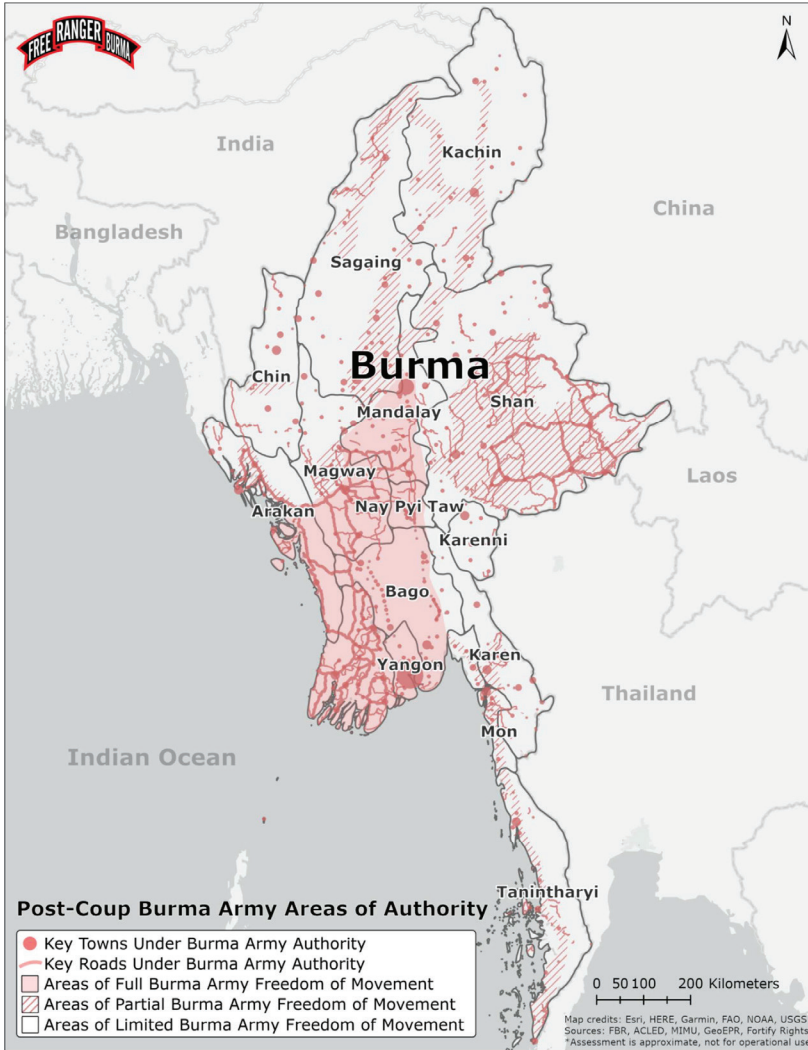 FREE RANGER BURMA
N
India
Kachin
China
Bangladesh
Sagaing
Burma
Chin
Shan
Mandalay
Magway
Laos
Nay Pyi Taw
Arakan
Karenni
Bago
Karen
Yangon
Thailand
Mon
Indian Ocean
Tanintharyi
Post-Coup Burma Army Areas of Authority
Key Towns Under Burma Army Authority
Key Roads Under Burma Army Authority
Areas of Full Burma Army Freedom of Movement
Areas of Partial Burma Army Freedom of Movement
Areas of Limited Burma Army Freedom of Movement
0 50 100 200 Kilometers
Map credits: Esri, HERE, Garmin, FAO, NOAA, USGS
Sources: FBR, ACLED, MIMU, GeoEPR, Fortify Rights
*Assessment is approximate, not for operational us